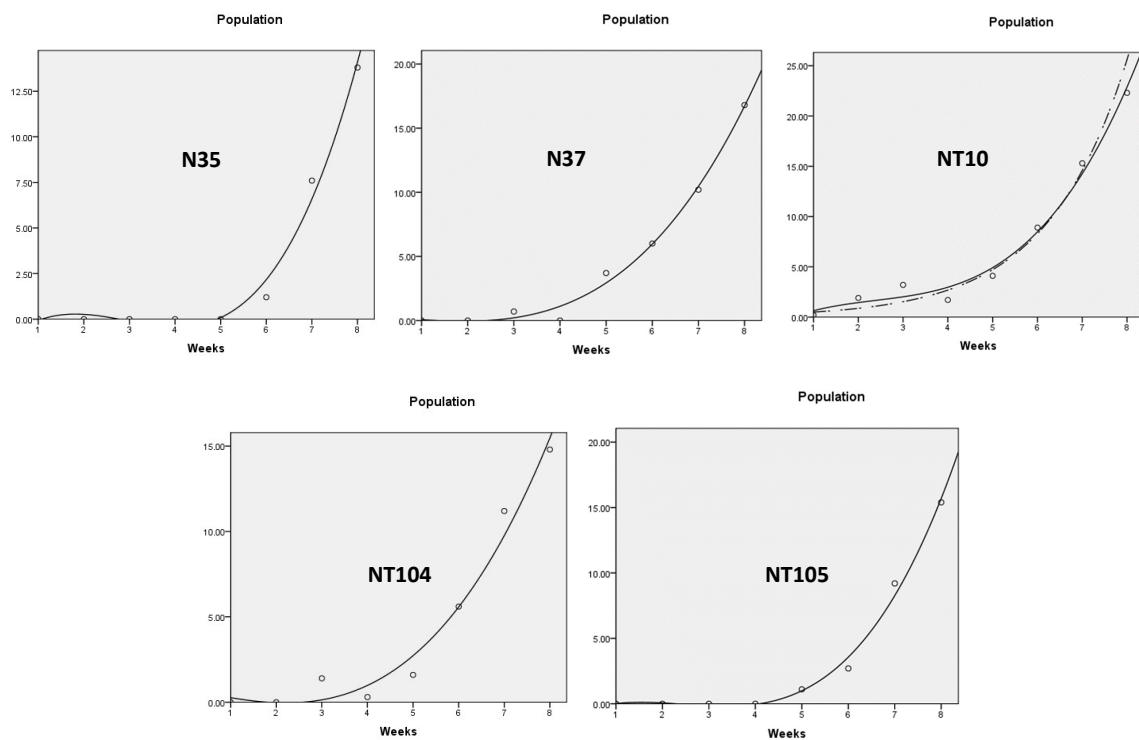 Population
12.50
10.00
7.50
5.00
2.50
0.00
N35
1 2 3 4 5 6 7 8
Weeks
Population
20.00
15.00
10.00
5.00
0.00
N37
1 2 3 4 5 6 7 8
Weeks
Population
25.00
20.00
15.00
10.00
5.00
0.00
NT10
1 2 3 4 5 6 7 8
Weeks
Population
15.00
10.00
5.00
0.00
NT104
1 2 3 4 5 6 7 8
Weeks
Population
20.00
15.00
10.00
5.00
0.00
NT105
1 2 3 4 5 6 7 8
Weeks